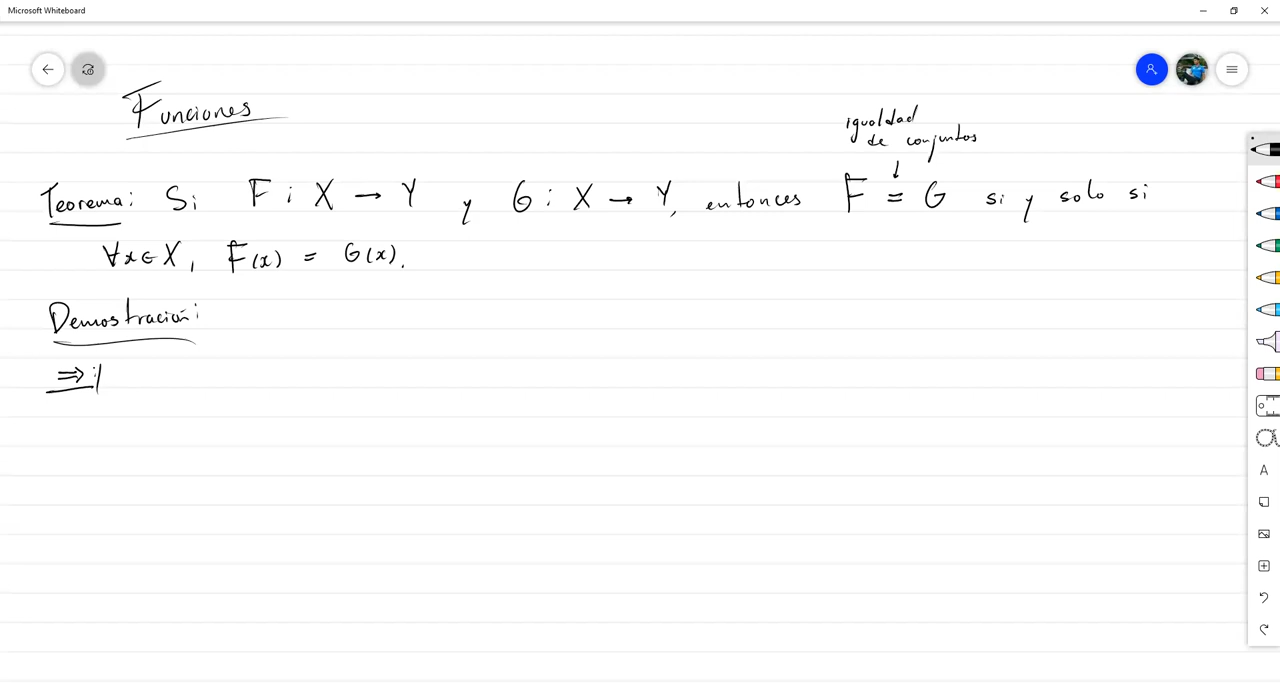 Microsoft Whiteboard
Funciones
igualdad
de conjuntos
↓
Teorema: Si F : X → Y y G : X → Y, entonces F = G si y solo si
∀x ∈ X, F(x) = G(x).
Demostración:
⇒:|
A